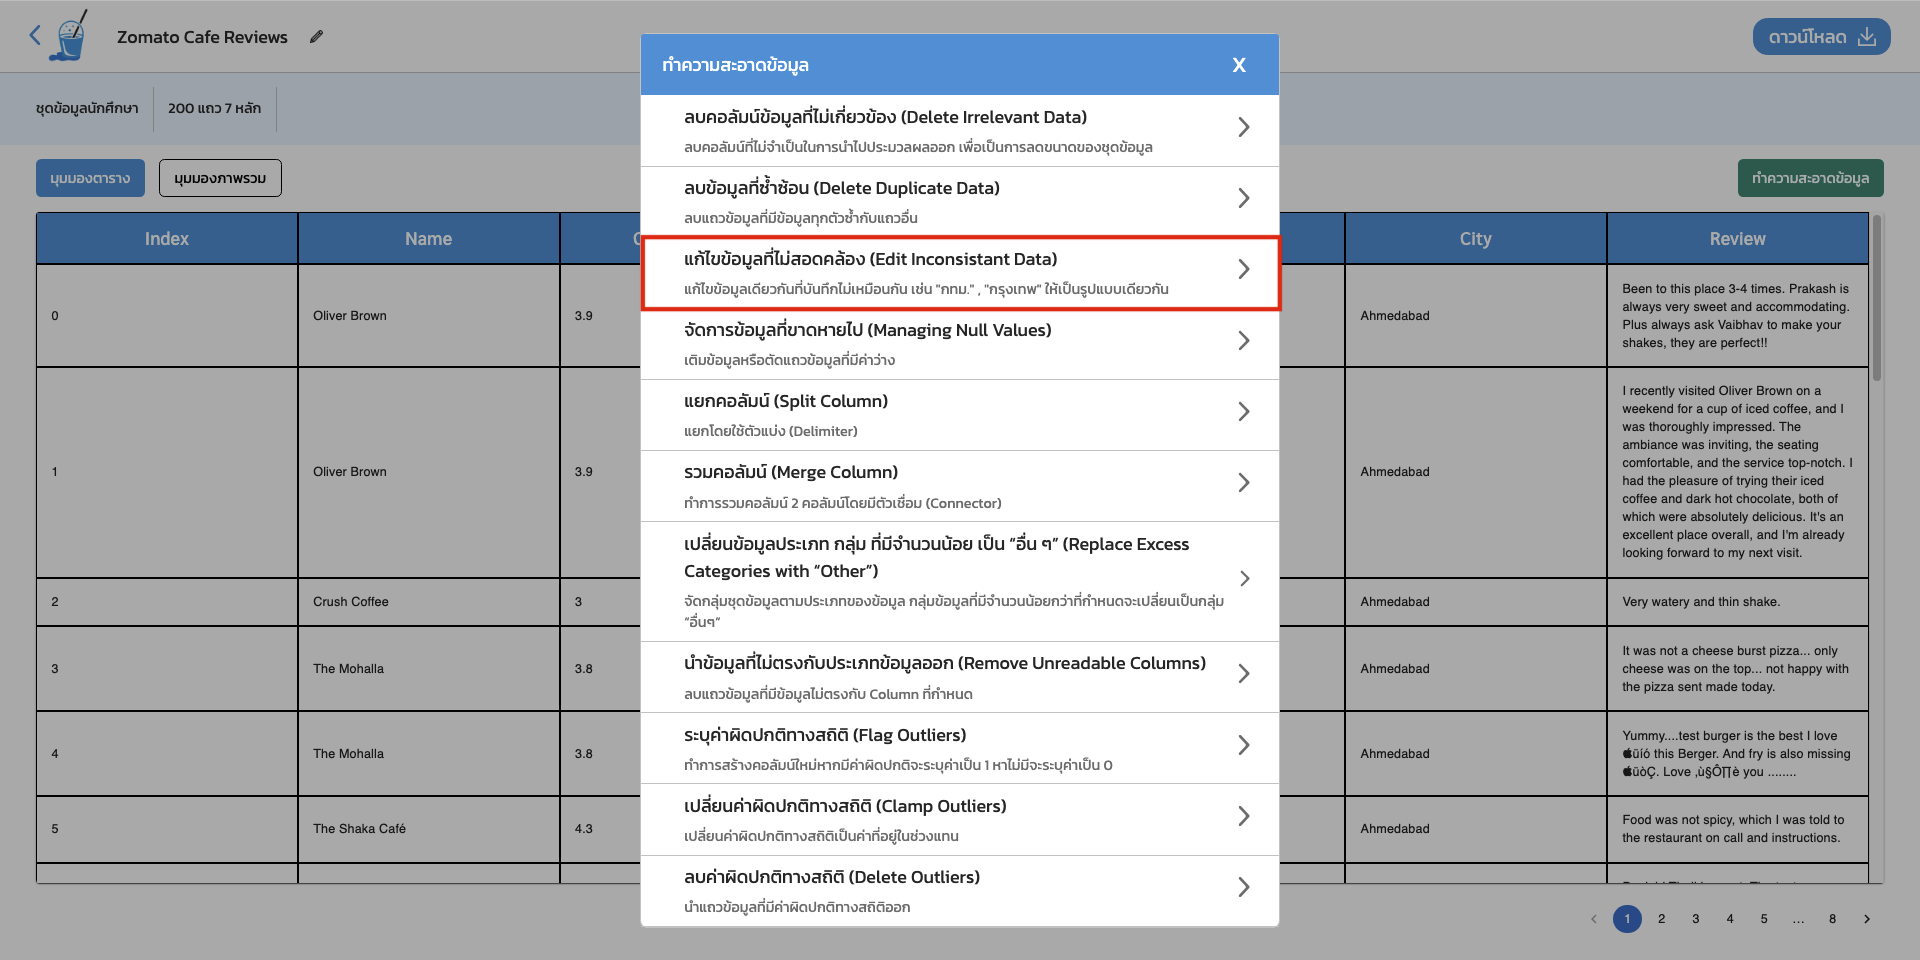 Zomato Cafe Reviews
ดาวน์โหลด
ชุดข้อมูลนักศึกษา
200 แถว 7 หลัก
มุมมองตาราง
มุมมองภาพรวม
ทำความสะอาดข้อมูล
Index
Name
City
Review
0
Oliver Brown
3.9
Ahmedabad
Been to this place 3-4 times. Prakash is
always very sweet and accommodating.
Plus always ask Vaibhav to make your
shakes, they are perfect!!
1
Oliver Brown
3.9
Ahmedabad
I recently visited Oliver Brown on a
weekend for a cup of iced coffee, and I
was thoroughly impressed. The
ambiance was inviting, the seating
comfortable, and the service top-notch. I
had the pleasure of trying their iced
coffee and dark hot chocolate, both of
which were absolutely delicious. It's an
excellent place overall, and I'm already
looking forward to my next visit.
2
Crush Coffee
3
Ahmedabad
Very watery and thin shake.
3
The Mohalla
3.8
Ahmedabad
It was not a cheese burst pizza... only
cheese was on the top... not happy with
the pizza sent made today.
4
The Mohalla
3.8
Ahmedabad
Yummy....test burger is the best I love
üíó this Berger. And fry is also missing
üòÇ. Love ‚ù§Ô∏è you ........
5
The Shaka Café
4.3
Ahmedabad
Food was not spicy, which I was told to
the restaurant on call and instructions.
1
2
3
4
5
...
8
ทำความสะอาดข้อมูล
X
ลบคอลัมน์ข้อมูลที่ไม่เกี่ยวข้อง (Delete Irrelevant Data)
ลบคอลัมน์ที่ไม่จำเป็นในการนำไปประมวลผลออก เพื่อเป็นการลดขนาดของชุดข้อมูล
ลบข้อมูลที่ซ้ำซ้อน (Delete Duplicate Data)
ลบแถวข้อมูลที่มีข้อมูลทุกตัวซ้ำกับแถวอื่น
แก้ไขข้อมูลที่ไม่สอดคล้อง (Edit Inconsistant Data)
แก้ไขข้อมูลเดียวกันที่บันทึกไม่เหมือนกัน เช่น "กทม." , "กรุงเทพ" ให้เป็นรูปแบบเดียวกัน
จัดการข้อมูลที่ขาดหายไป (Managing Null Values)
เติมข้อมูลหรือตัดแถวข้อมูลที่มีค่าว่าง
แยกคอลัมน์ (Split Column)
แยกโดยใช้ตัวแบ่ง (Delimiter)
รวมคอลัมน์ (Merge Column)
ทำการรวมคอลัมน์ 2 คอลัมน์โดยมีตัวเชื่อม (Connector)
เปลี่ยนข้อมูลประเภท กลุ่ม ที่มีจำนวนน้อย เป็น “อื่น ๆ” (Replace Excess
Categories with “Other”)
จัดกลุ่มชุดข้อมูลตามประเภทของข้อมูล กลุ่มข้อมูลที่มีจำนวนน้อยกว่าที่กำหนดจะเปลี่ยนเป็นกลุ่ม
“อื่นๆ”
นำข้อมูลที่ไม่ตรงกับประเภทข้อมูลออก (Remove Unreadable Columns)
ลบแถวข้อมูลที่มีข้อมูลไม่ตรงกับ Column ที่กำหนด
ระบุค่าผิดปกติทางสถิติ (Flag Outliers)
ทำการสร้างคอลัมน์ใหม่หากมีค่าผิดปกติจะระบุค่าเป็น 1 หาไม่มีจะระบุค่าเป็น 0
เปลี่ยนค่าผิดปกติทางสถิติ (Clamp Outliers)
เปลี่ยนค่าผิดปกติทางสถิติเป็นค่าที่อยู่ในช่วงแทน
ลบค่าผิดปกติทางสถิติ (Delete Outliers)
นำแถวข้อมูลที่มีค่าผิดปกติทางสถิติออก